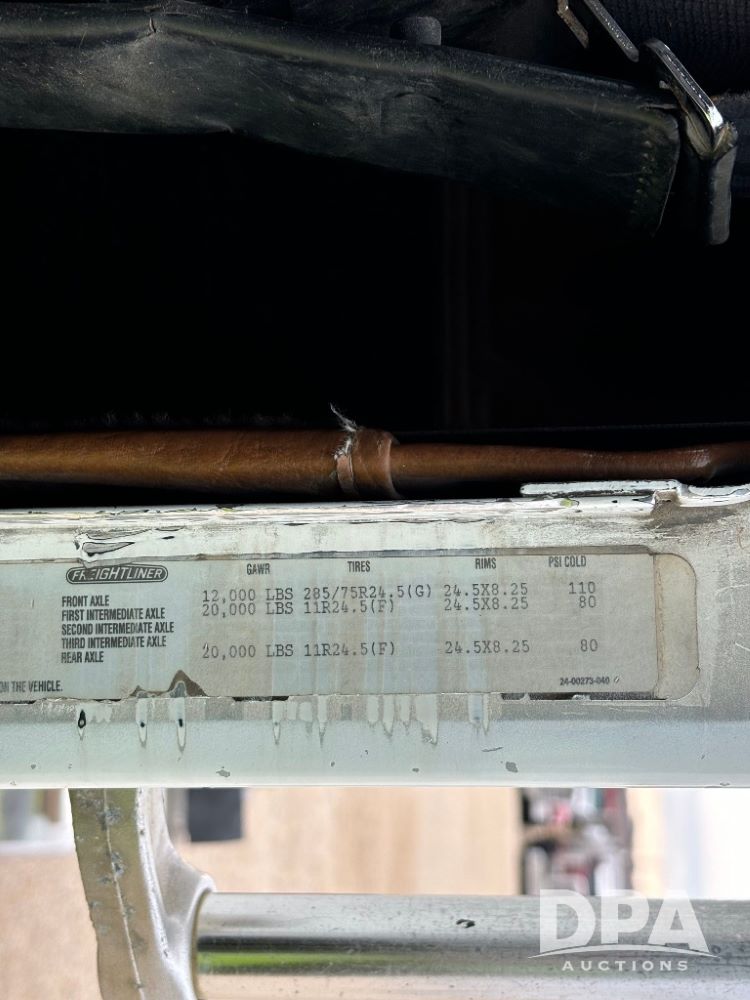 FREIGHTLINER GAWR TIRES RIMS PSI COLD
FRONT AXLE 12,000 LBS 285/75R24.5(G) 24.5X8.25 110
FIRST INTERMEDIATE AXLE 20,000 LBS 11R24.5(F) 24.5X8.25 80
SECOND INTERMEDIATE AXLE
THIRD INTERMEDIATE AXLE
REAR AXLE 20,000 LBS 11R24.5(F) 24.5X8.25 80
ON THE VEHICLE. 24-00273-040
DPA
AUCTIONS